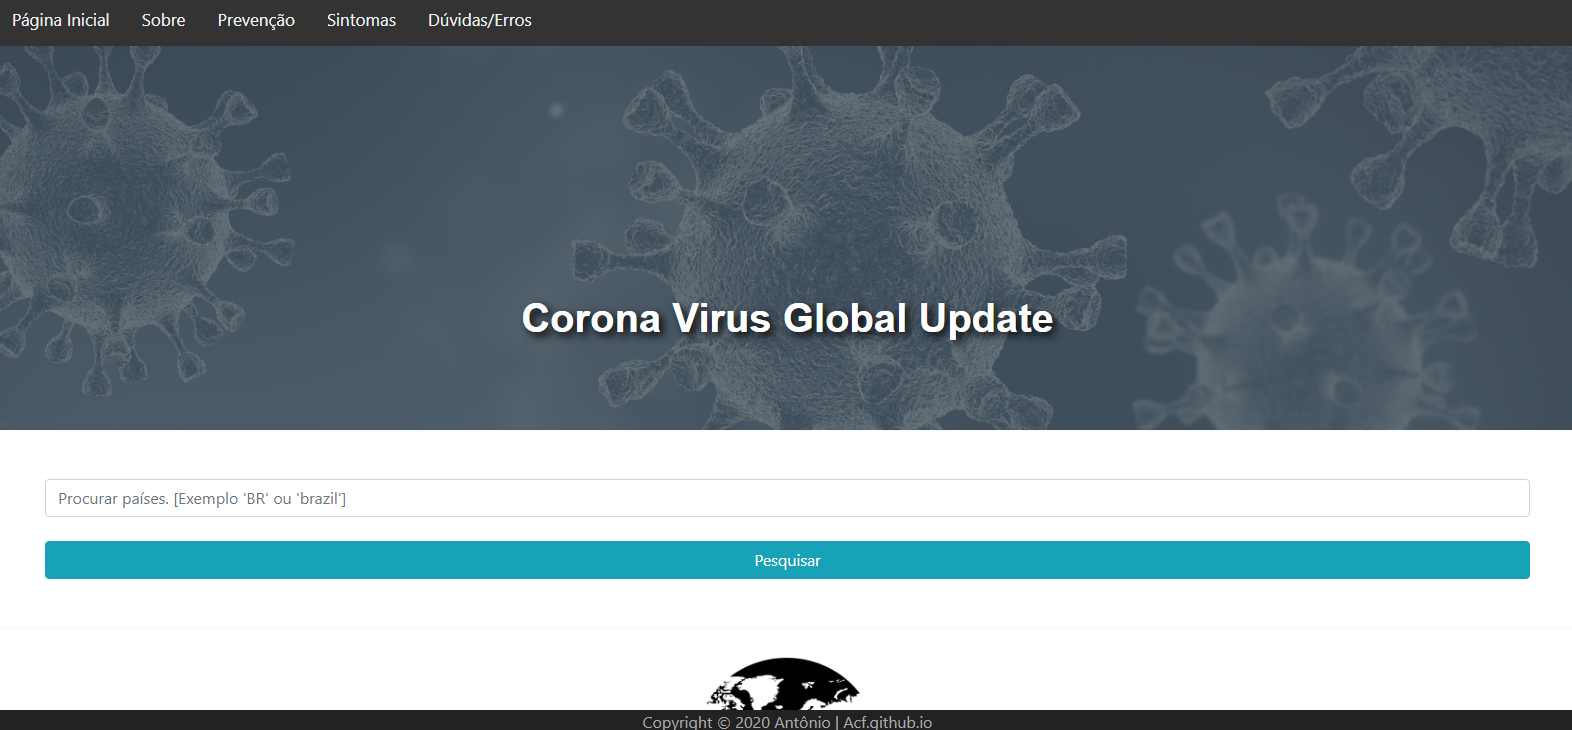 Página Inicial Sobre Prevenção Sintomas Dúvidas/Erros
Corona Virus Global Update
Procurar países. [Exemplo 'BR' ou 'brazil']
Pesquisar
Copyright © 2020 Antônio | Acf.github.io